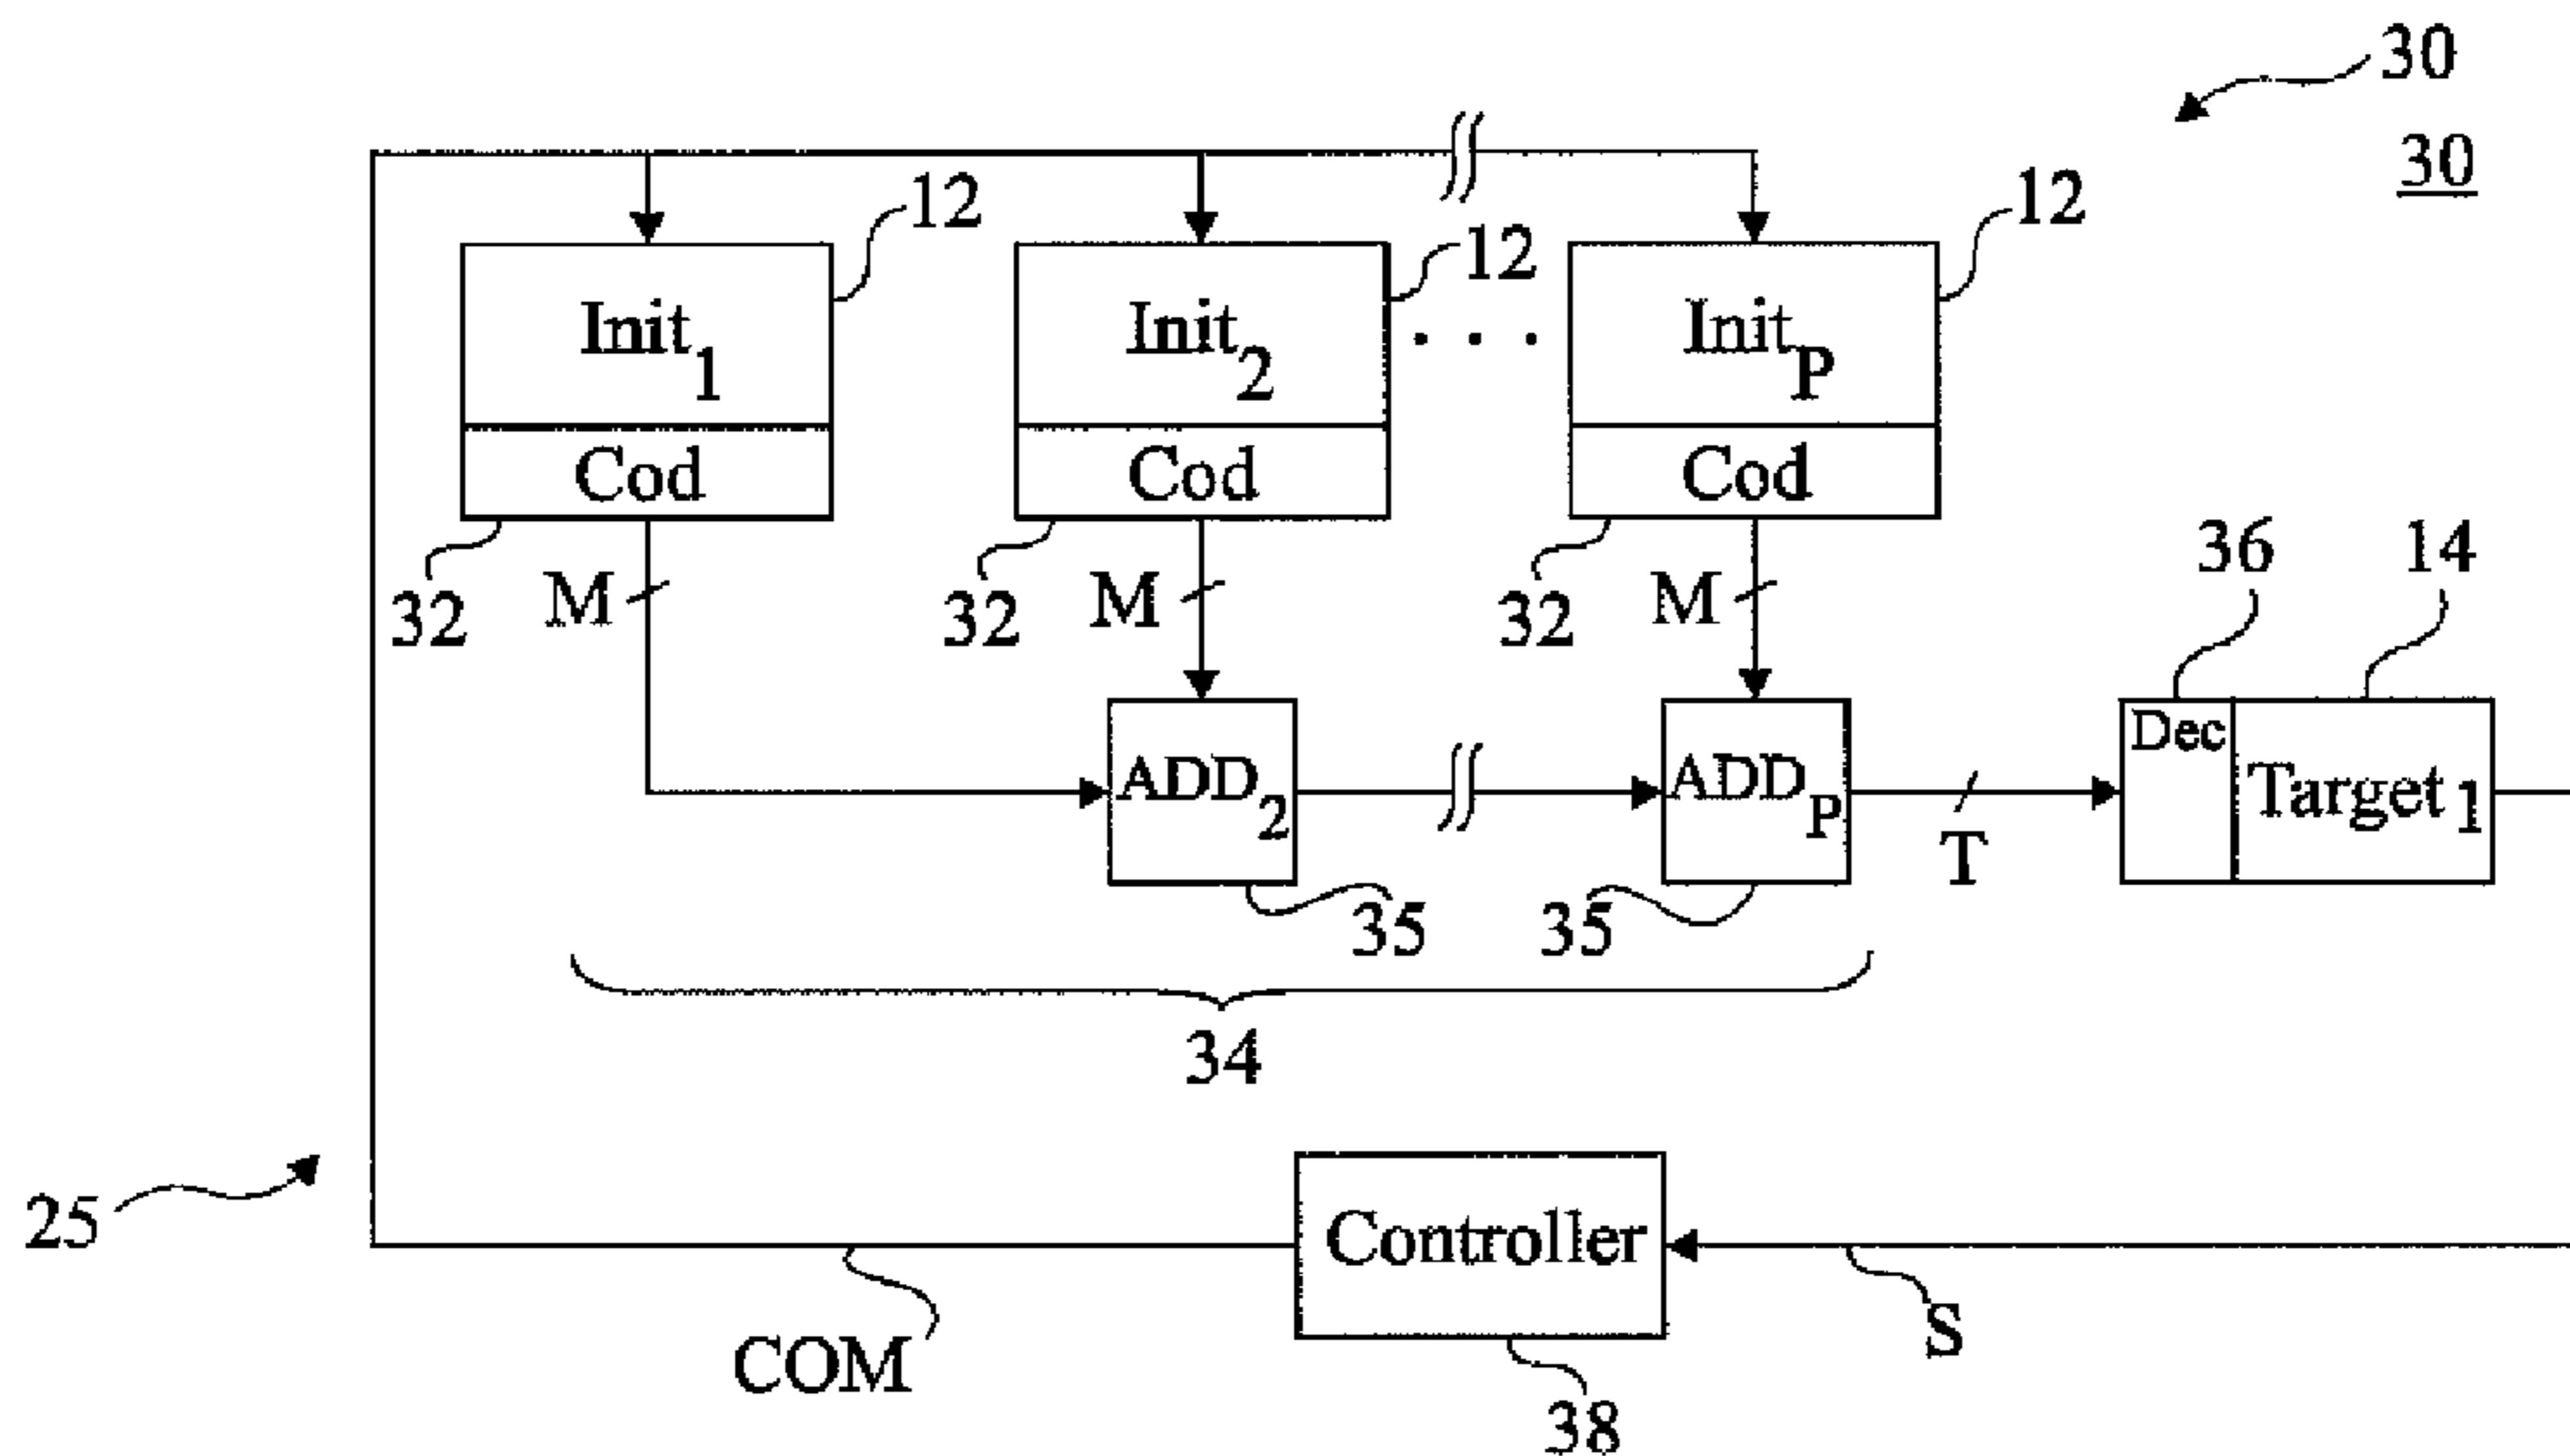 30
30
12
12
12
Init1
Init2
. . .
InitP
Cod
Cod
Cod
36
14
32
M
32
M
32
M
Dec
ADD2
ADDP
Target1
T
35
35
34
25
Controller
COM
S
38